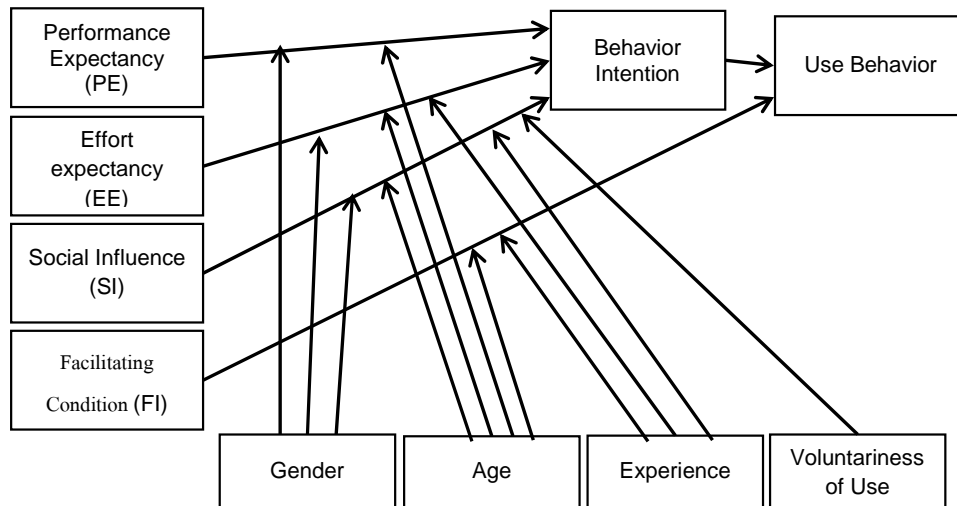 Performance
Expectancy
(PE)
Behavior
Intention
Use Behavior
Effort
expectancy
(EE)
Social Influence
(SI)
Facilitating
Condition (FI)
Gender
Age
Experience
Voluntariness
of Use